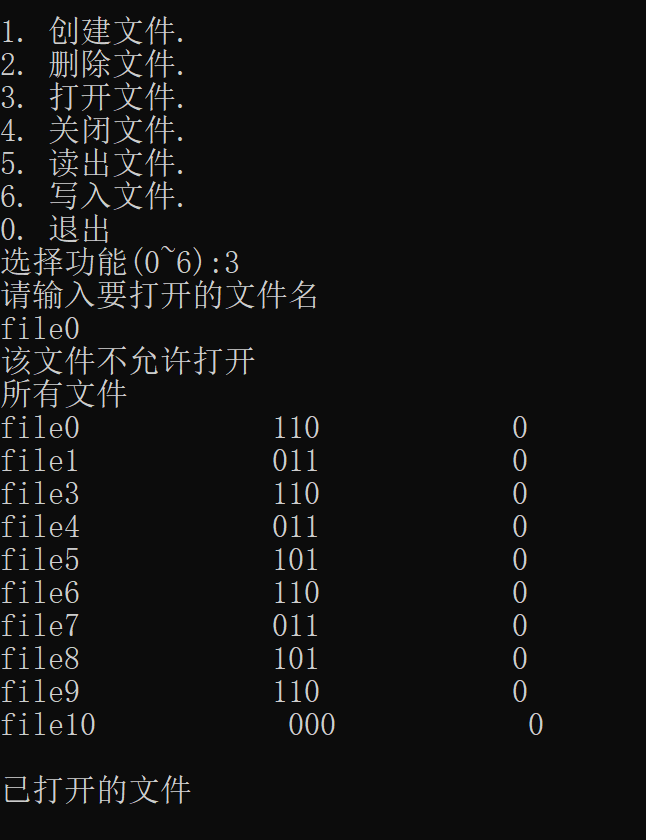 1. 创建文件.
2. 删除文件.
3. 打开文件.
4. 关闭文件.
5. 读出文件.
6. 写入文件.
0. 退出
选择功能(0~6):3
请输入要打开的文件名
file0
该文件不允许打开
所有文件
file0 110 0
file1 011 0
file3 110 0
file4 011 0
file5 101 0
file6 110 0
file7 011 0
file8 101 0
file9 110 0
file10 000 0
已打开的文件